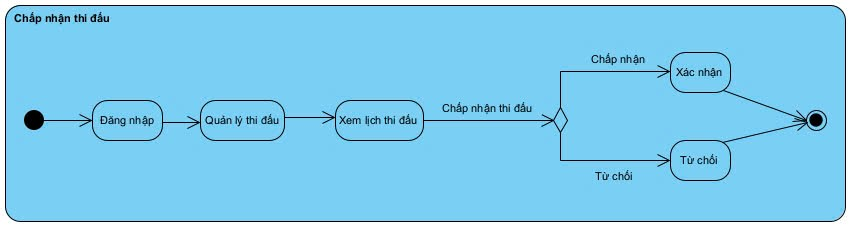 Chấp nhận thi đấu
Đăng nhập
Quản lý thi đấu
Xem lịch thi đấu
Chấp nhận thi đấu
Chấp nhận
Xác nhận
Từ chối
Từ chối